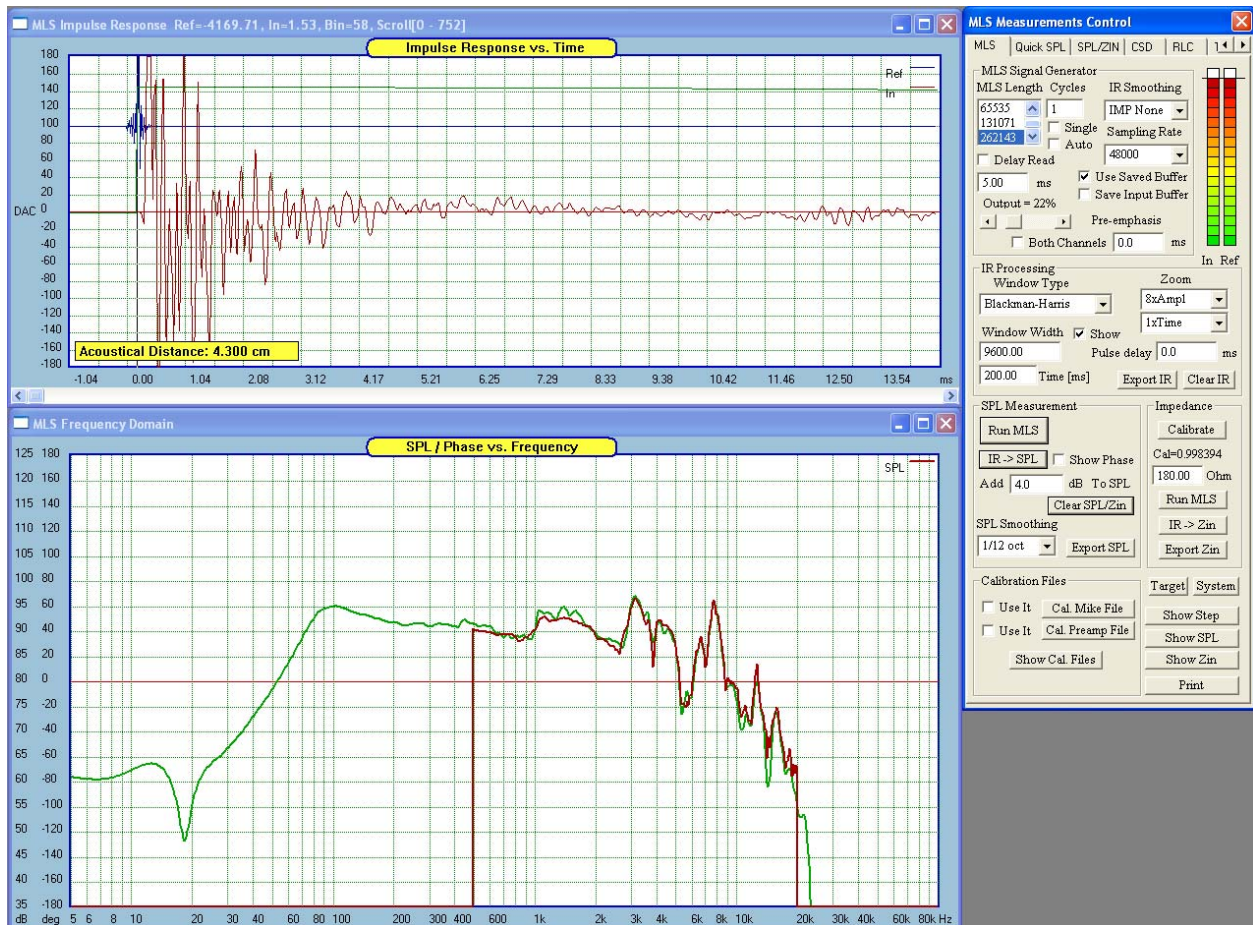 MLS Impulse Response Ref=-4169.71, In=1.53, Bin=58, Scroll[0 - 752]
Impulse Response vs. Time
180
160
140
120
100
80
60
40
20
DAC 0
-20
-40
-60
-80
-100
-120
-140
-160
-180
Ref
In
Acoustical Distance: 4.300 cm
-1.04 0.00 1.04 2.08 3.12 4.17 5.21 6.25 7.29 8.33 9.38 10.42 11.46 12.50 13.54 ms
MLS Frequency Domain
SPL / Phase vs. Frequency
SPL
125 180
120 160
115 140
110 120
105 100
100 80
95 60
90 40
85 20
80 0
75 -20
70 -40
65 -60
60 -80
55 -100
50 -120
45 -140
40 -160
35 -180
dB deg 5 6 8 10 20 30 40 60 80 100 200 300 400 600 1k 2k 3k 4k 6k 8k 10k 20k 30k 40k 60k 80k Hz
MLS Measurements Control
MLS Quick SPL SPL/ZIN CSD RLC
MLS Signal Generator
MLS Length Cycles IR Smoothing
65535 1 IMP None
131071 Single Sampling Rate
262143 Auto 48000
Delay Read
5.00 ms Use Saved Buffer
Save Input Buffer
Output = 22%
Pre-emphasis
Both Channels 0.0 ms
In Ref
IR Processing
Window Type Zoom
Blackman-Harris 8xAmpl
1xTime
Window Width Show
9600.00 Pulse delay 0.0 ms
200.00 Time [ms] Export IR Clear IR
SPL Measurement
Run MLS
IR -> SPL Show Phase
Add 4.0 dB To SPL
Clear SPL/Zin
SPL Smoothing
1/12 oct Export SPL
Impedance
Calibrate
Cal=0.998394
180.00 Ohm
Run MLS
IR -> Zin
Export Zin
Calibration Files
Use It Cal. Mike File
Use It Cal. Preamp File
Show Cal. Files
Target System
Show Step
Show SPL
Show Zin
Print